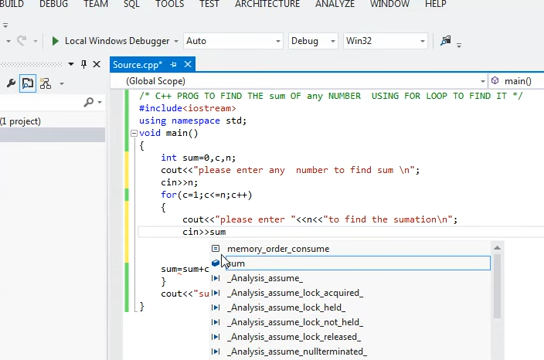 BUILD DEBUG TEAM SQL TOOLS TEST ARCHITECTURE ANALYZE WINDOW HELP
Local Windows Debugger Auto Debug Win32
Source.cpp*
(Global Scope) main()
(1 project)
/* C++ PROG TO FIND THE sum OF any NUMBER USING FOR LOOP TO FIND IT */
#include<iostream>
using namespace std;
void main()
{
int sum=0,c,n;
cout<<"please enter any number to find sum \n";
cin>>n;
for(c=1;c<=n;c++)
{
cout<<"please enter "<<n<<"to find the sumation\n";
cin>>sum
memory_order_consume
sum
sum=sum+c
_Analysis_assume_
}
_Analysis_assume_lock_acquired_
cout<<"su
_Analysis_assume_lock_held_
}
_Analysis_assume_lock_not_held_
_Analysis_assume_lock_released_
_Analysis_assume_nullterminated_